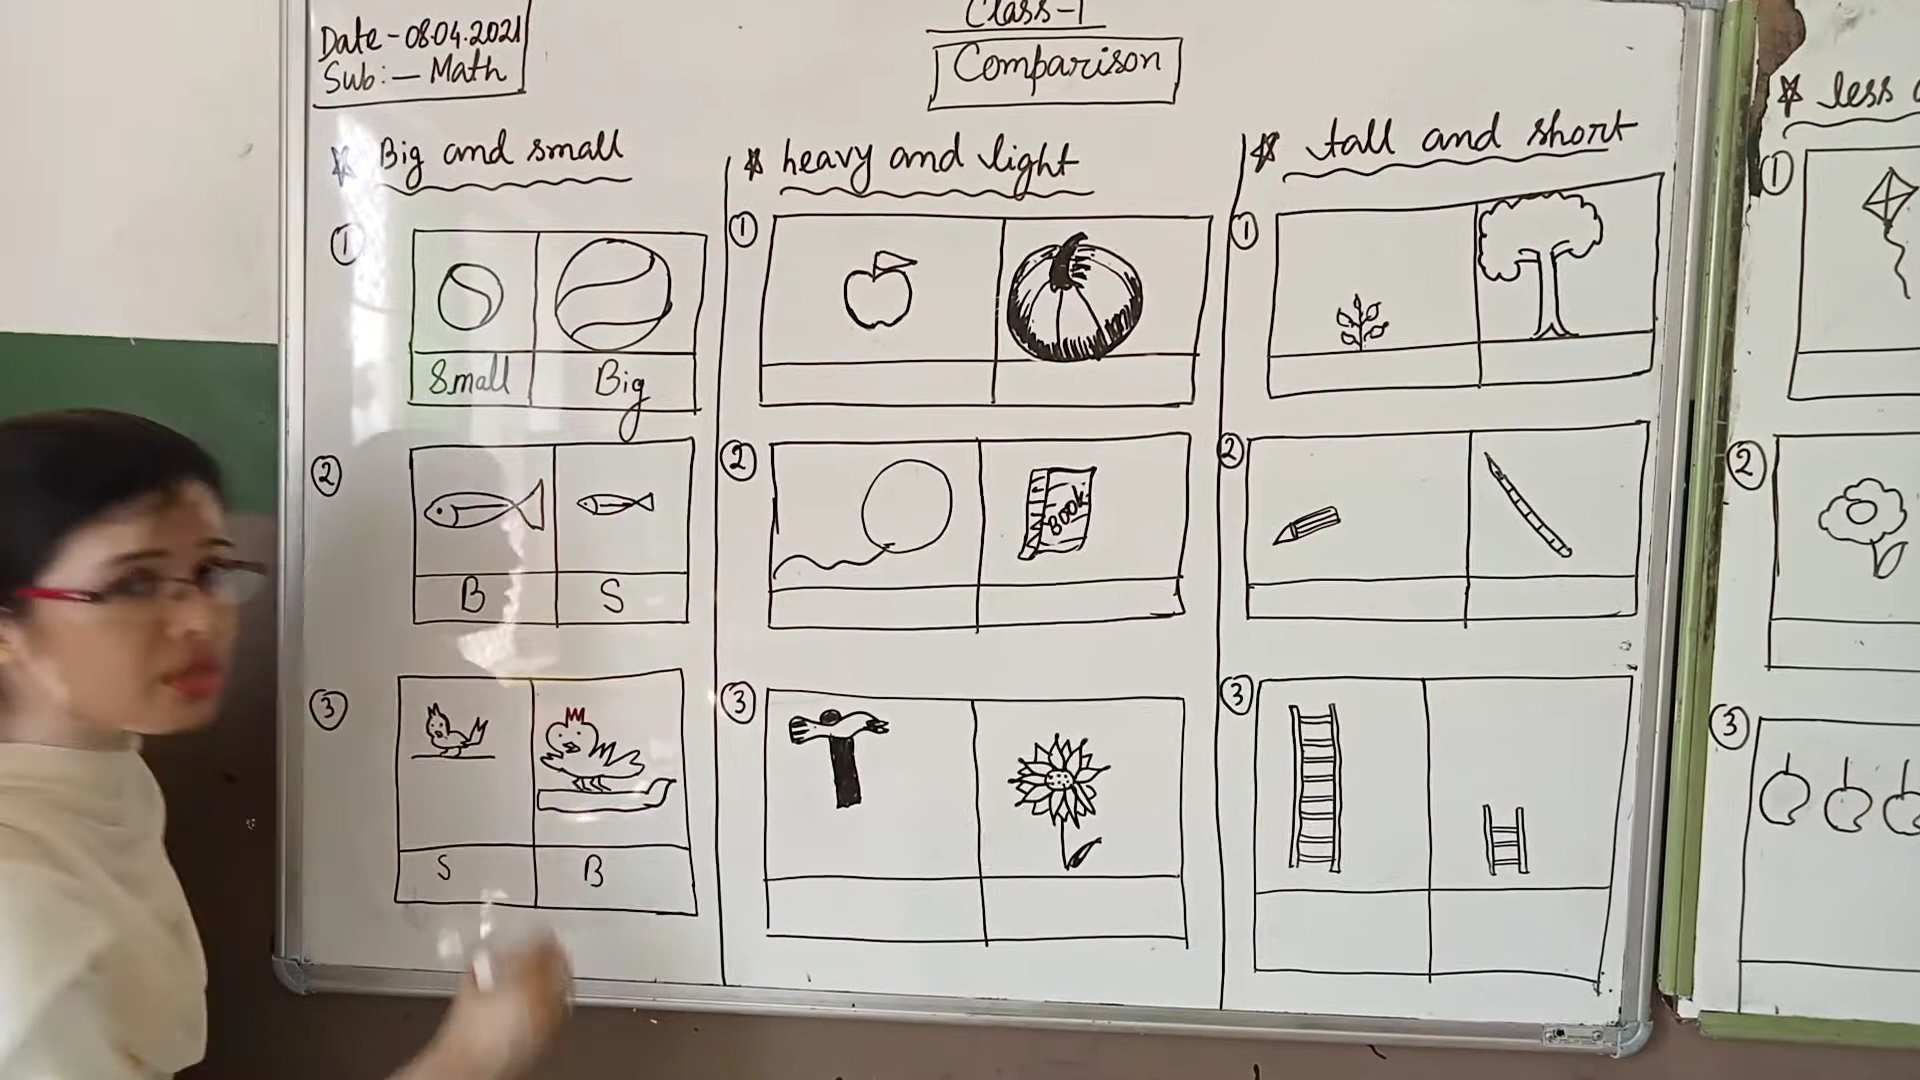 Date - 08.04.2021
Sub: - Math
Class-1
Comparison
☆ Big and small
① 
Small Big
②
B S
③
S B
☆ heavy and light
①
②
BOOK
③
☆ tall and short
①
②
③
☆ less
①
②
③